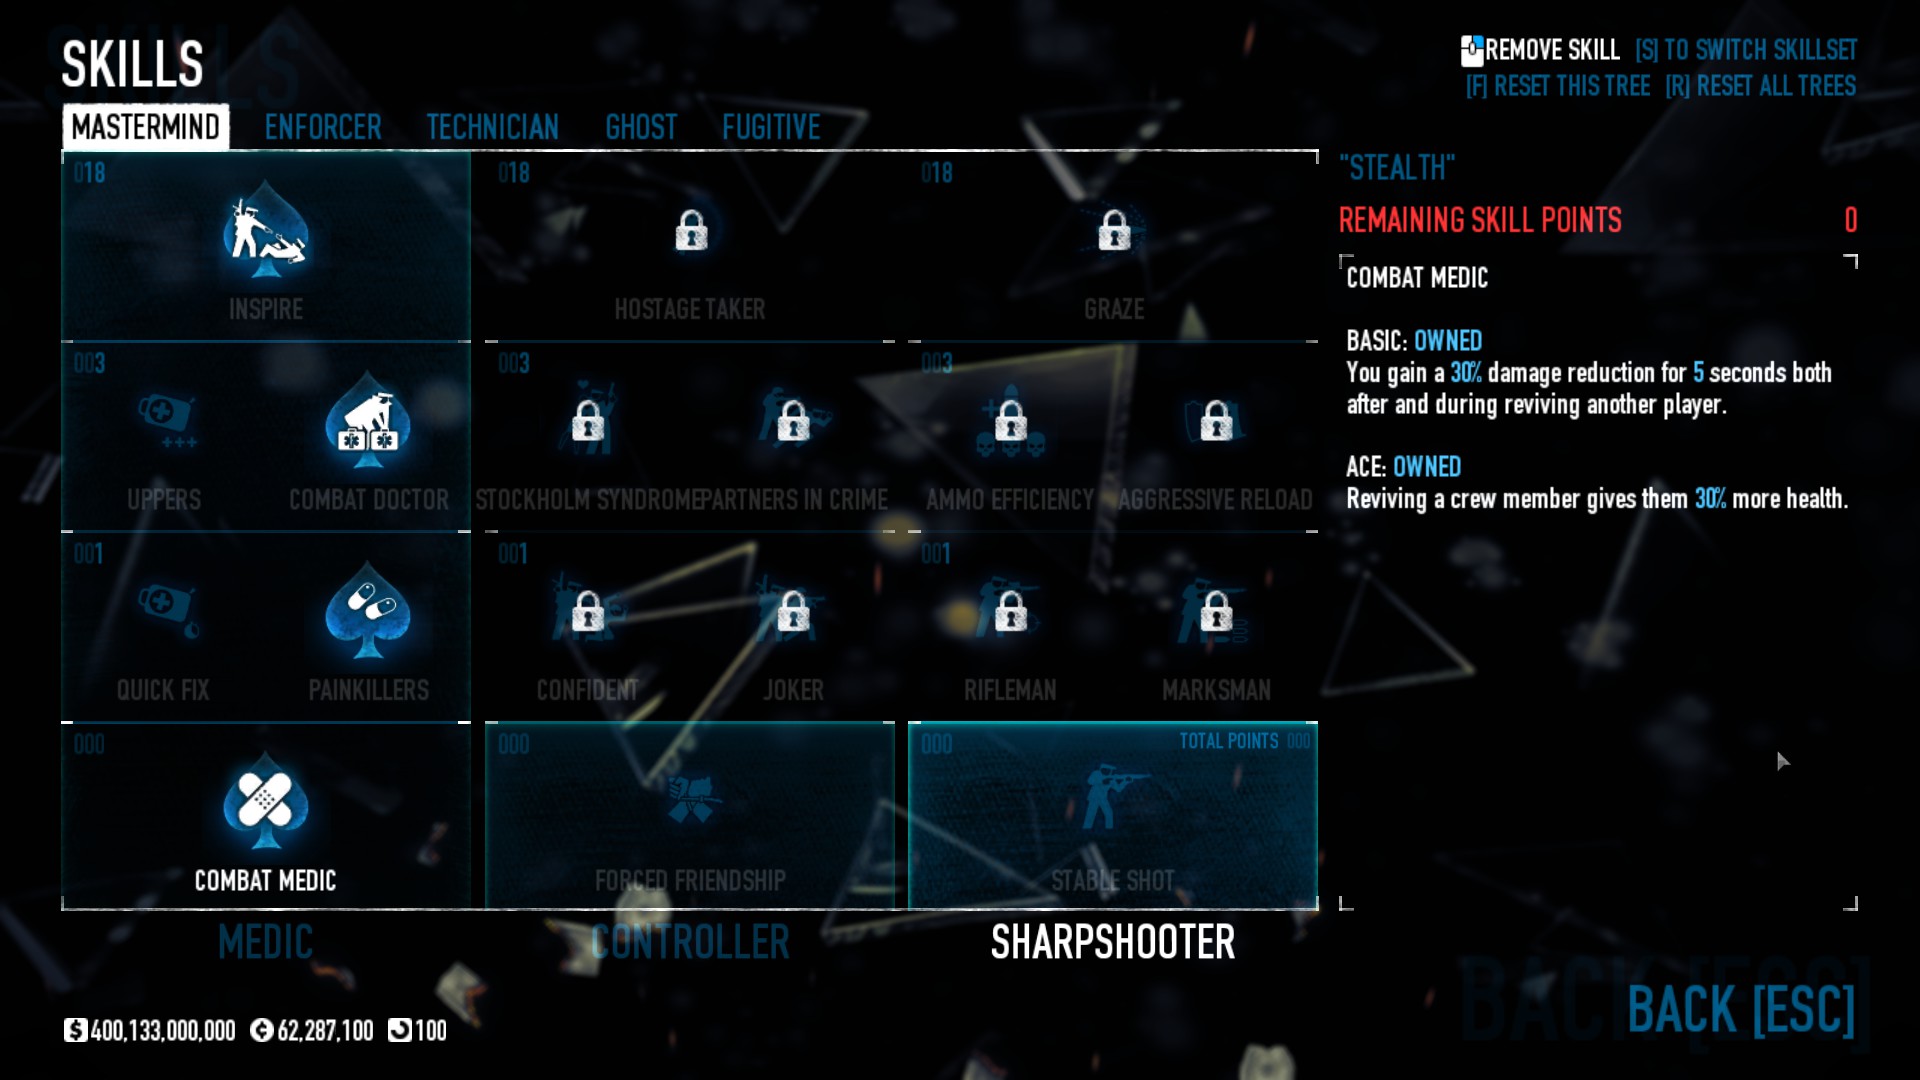 SKILLS
REMOVE SKILL [S] TO SWITCH SKILLSET
[F] RESET THIS TREE [R] RESET ALL TREES
MASTERMIND ENFORCER TECHNICIAN GHOST FUGITIVE
018 018 018
INSPIRE HOSTAGE TAKER GRAZE
003 003 003
UPPERS COMBAT DOCTOR STOCKHOLM SYNDROME PARTNERS IN CRIME AMMO EFFICIENCY AGGRESSIVE RELOAD
001 001 001
QUICK FIX PAINKILLERS CONFIDENT JOKER RIFLEMAN MARKSMAN
000 000 000 TOTAL POINTS 000
COMBAT MEDIC FORCED FRIENDSHIP STABLE SHOT
MEDIC CONTROLLER SHARPSHOOTER
"STEALTH"
REMAINING SKILL POINTS 0
COMBAT MEDIC
BASIC: OWNED
You gain a 30% damage reduction for 5 seconds both
after and during reviving another player.
ACE: OWNED
Reviving a crew member gives them 30% more health.
$400,133,000,000 62,287,100 100
BACK [ESC]